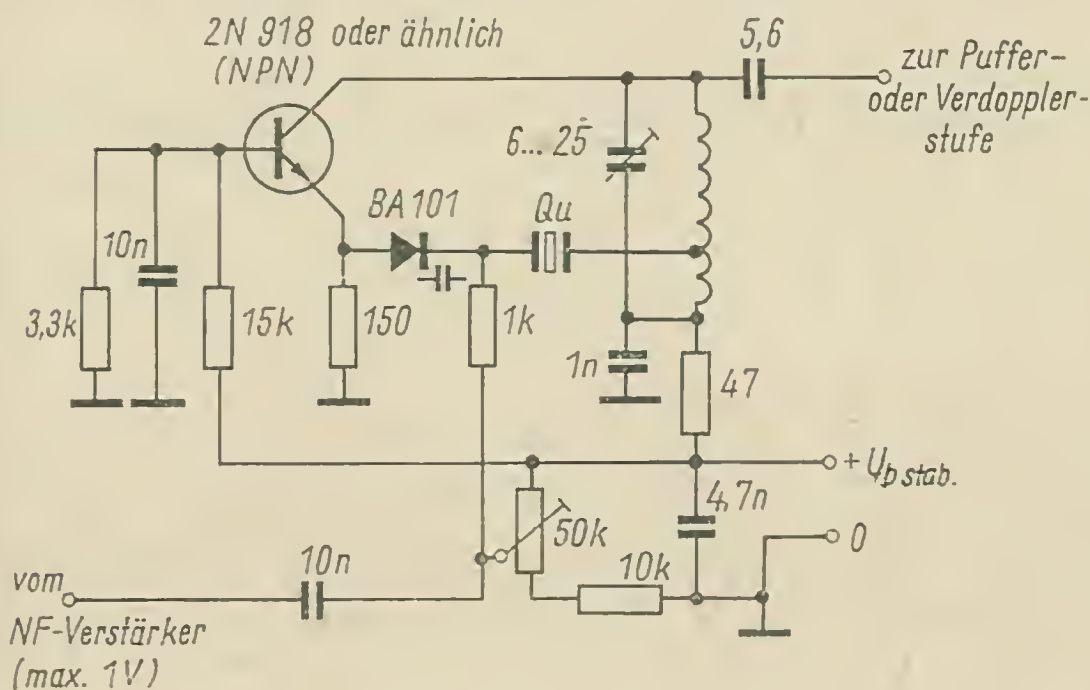 2N 918 oder ähnlich
(NPN)
5,6
zur Puffer-
oder Verdoppler-
stufe
6...25
BA101
Qu
10n
3,3k
15k
150
1k
1n
47
+ Ub stab.
4,7n
50k
0
10k
10n
vom
NF-Verstärker
(max. 1V)